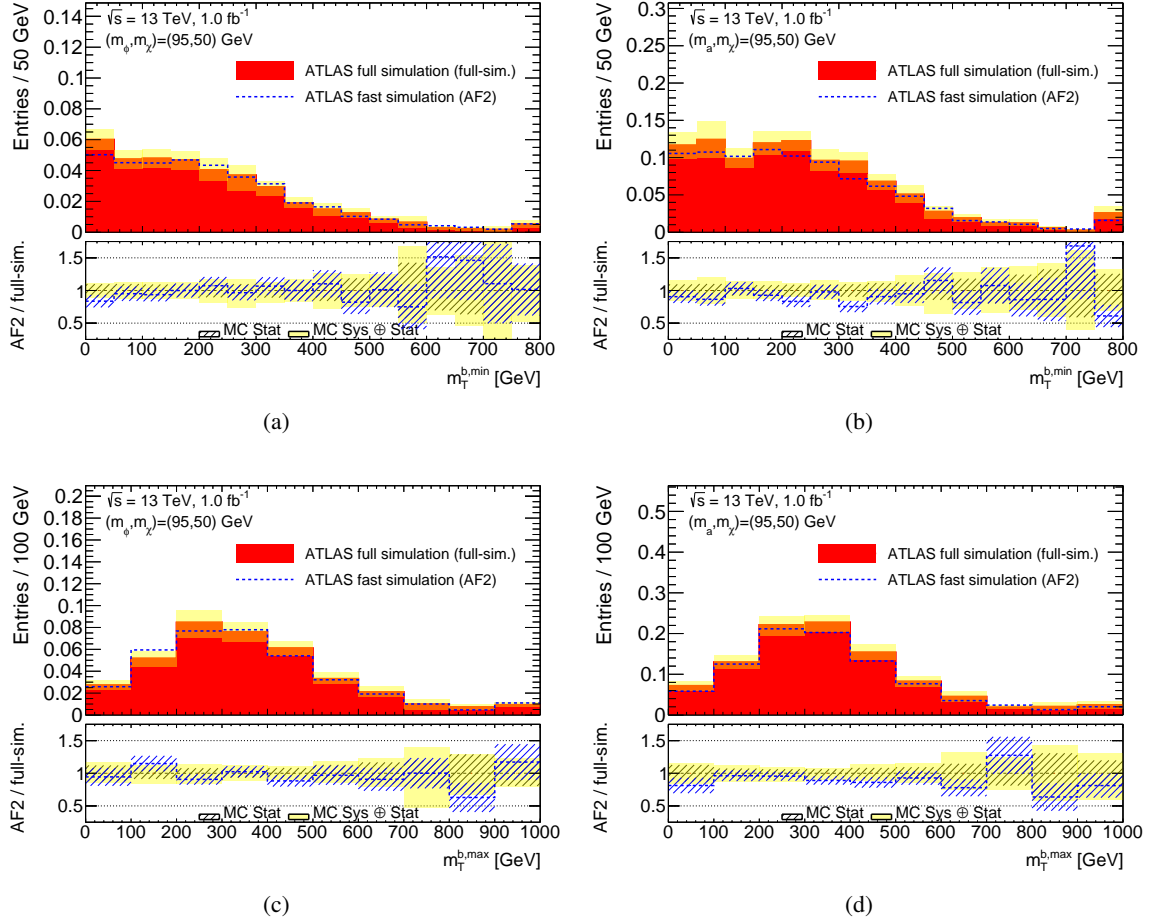 √s = 13 TeV, 1.0 fb⁻¹
(m_ϕ,m_χ)=(95,50) GeV
ATLAS full simulation (full-sim.)
ATLAS fast simulation (AF2)
Entries / 50 GeV
0.14
0.12
0.1
0.08
0.06
0.04
0.02
0
AF2 / full-sim.
1.5
1
0.5
MC Stat
MC Sys ⊕ Stat
0 100 200 300 400 500 600 700 800
m_T^{b,min} [GeV]
(a)
√s = 13 TeV, 1.0 fb⁻¹
(m_a,m_χ)=(95,50) GeV
ATLAS full simulation (full-sim.)
ATLAS fast simulation (AF2)
Entries / 50 GeV
0.3
0.25
0.2
0.15
0.1
0.05
0
AF2 / full-sim.
1.5
1
0.5
MC Stat
MC Sys ⊕ Stat
0 100 200 300 400 500 600 700 800
m_T^{b,min} [GeV]
(b)
√s = 13 TeV, 1.0 fb⁻¹
(m_ϕ,m_χ)=(95,50) GeV
ATLAS full simulation (full-sim.)
ATLAS fast simulation (AF2)
Entries / 100 GeV
0.2
0.18
0.16
0.14
0.12
0.1
0.08
0.06
0.04
0.02
0
AF2 / full-sim.
1.5
1
0.5
MC Stat
MC Sys ⊕ Stat
0 100 200 300 400 500 600 700 800 900 1000
m_T^{b,max} [GeV]
(c)
√s = 13 TeV, 1.0 fb⁻¹
(m_a,m_χ)=(95,50) GeV
ATLAS full simulation (full-sim.)
ATLAS fast simulation (AF2)
Entries / 100 GeV
0.5
0.4
0.3
0.2
0.1
0
AF2 / full-sim.
1.5
1
0.5
MC Stat
MC Sys ⊕ Stat
0 100 200 300 400 500 600 700 800 900 1000
m_T^{b,max} [GeV]
(d)